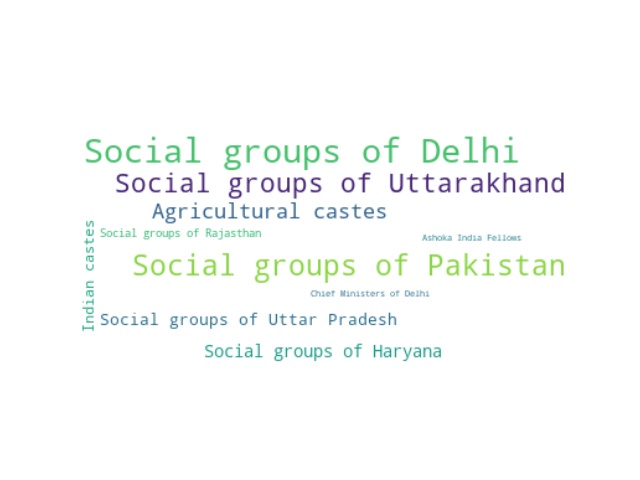 Social groups of Delhi
Social groups of Uttarakhand
Agricultural castes
Social groups of Rajasthan
Ashoka India Fellows
Indian castes
Social groups of Pakistan
Chief Ministers of Delhi
Social groups of Uttar Pradesh
Social groups of Haryana